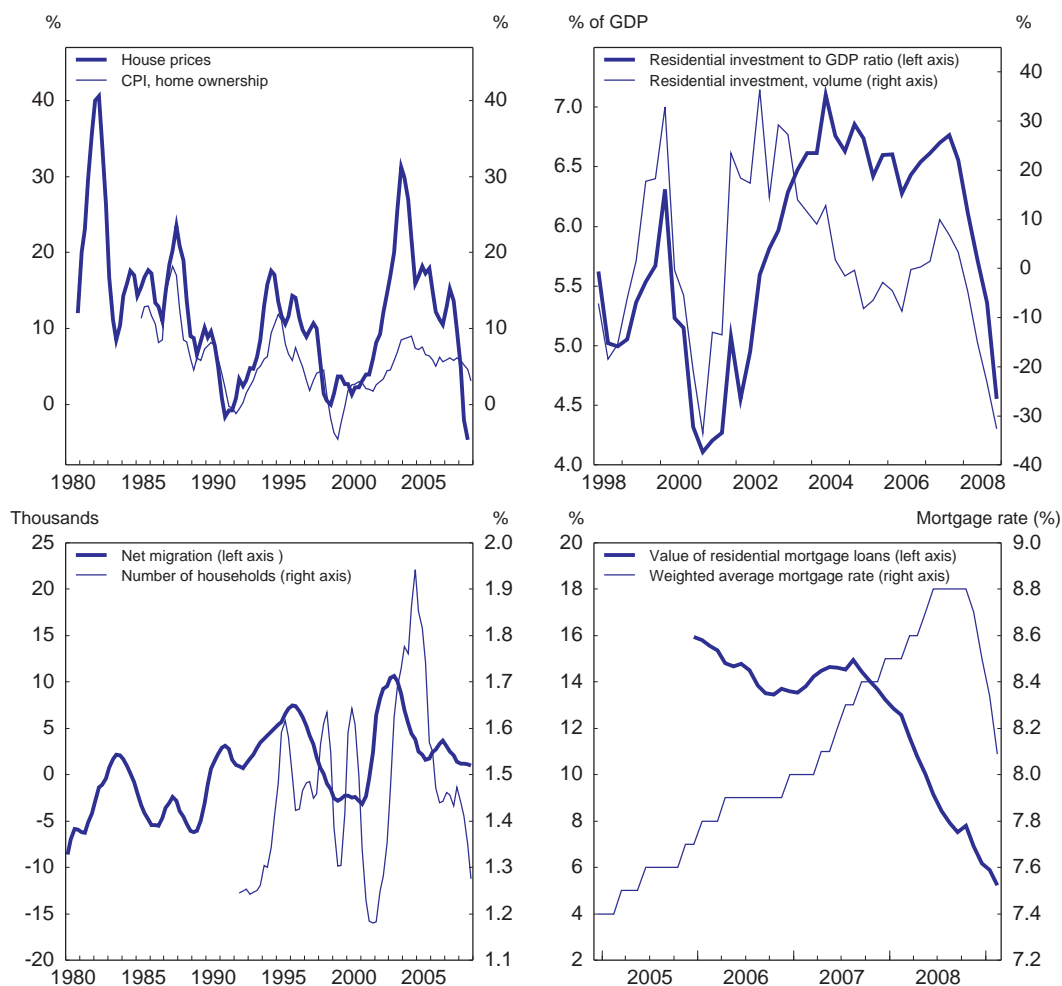 % %
House prices
CPI, home ownership
40 40
30 30
20 20
10 10
0 0
1980 1985 1990 1995 2000 2005
% of GDP %
Residential investment to GDP ratio (left axis)
Residential investment, volume (right axis)
40
7.0 30
6.5 20
6.0 10
5.5 0
-10
5.0 -20
4.5 -30
4.0 -40
1998 2000 2002 2004 2006 2008
Thousands %
Net migration (left axis )
Number of households (right axis)
25 2.0
20 1.9
15 1.8
10 1.7
5 1.6
0 1.5
-5 1.4
-10 1.3
-15 1.2
-20 1.1
1980 1985 1990 1995 2000 2005
% Mortgage rate (%)
Value of residential mortgage loans (left axis)
Weighted average mortgage rate (right axis)
20 9.0
18 8.8
16 8.6
14 8.4
12 8.2
10 8.0
8 7.8
6 7.6
4 7.4
2 7.2
2005 2006 2007 2008